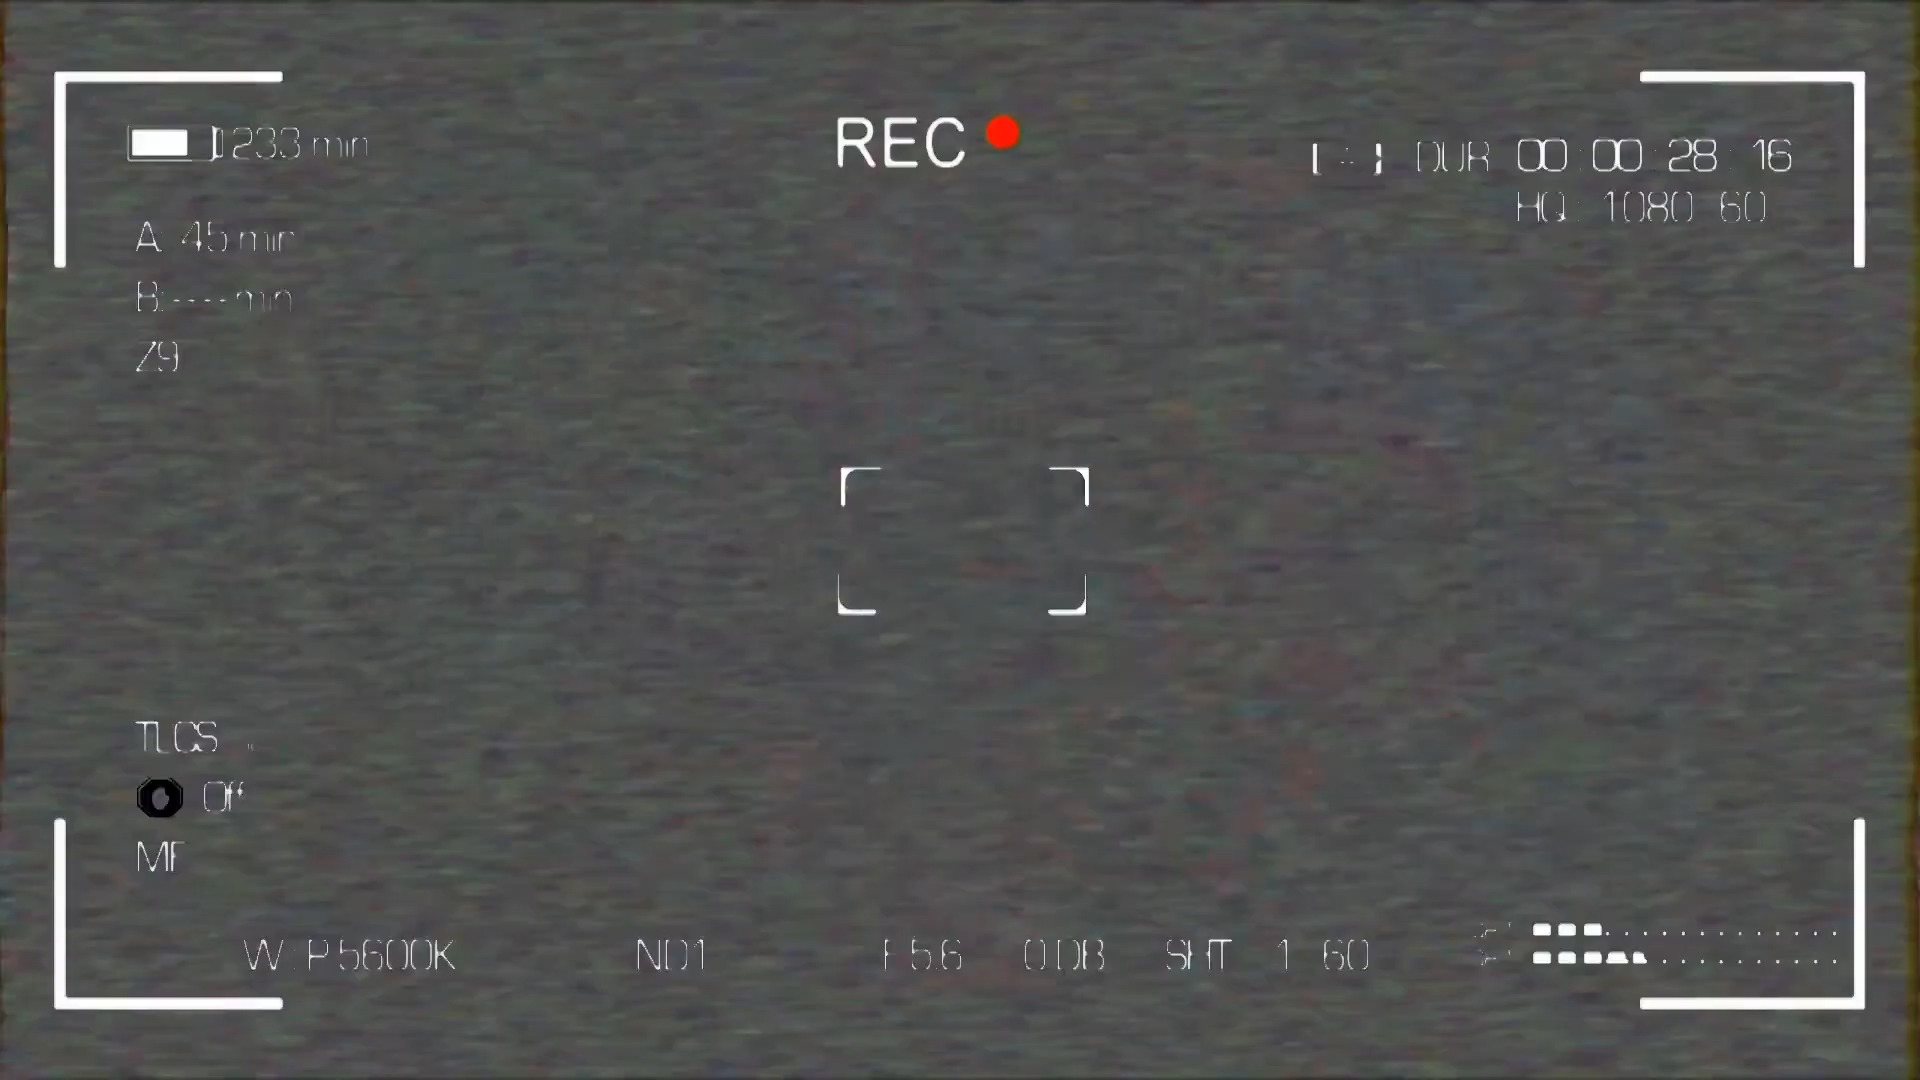 233 min
REC
DUR 00 00 28 16
HQ 1080 60
A 45 min
B:----min
Z9
TLCS
Off
MF
W:P 5600K ND1 F 5.6 0DB SHT 1 60